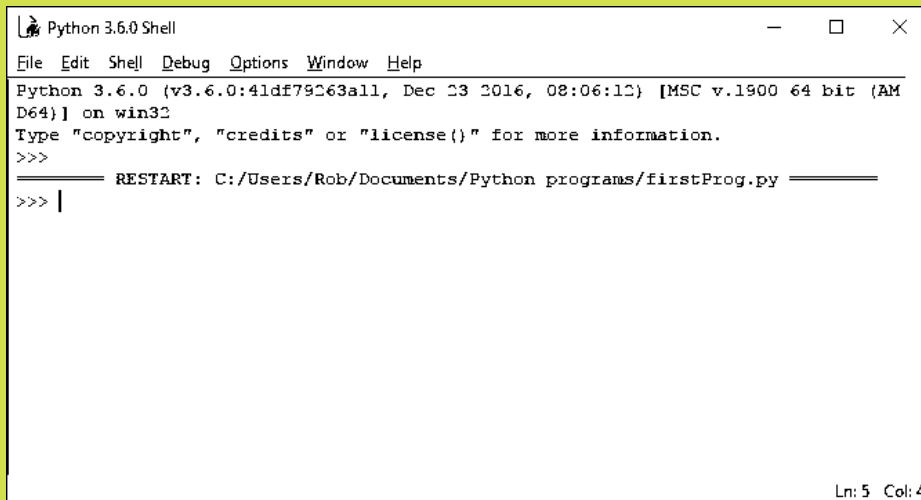 Python 3.6.0 Shell
File Edit Shell Debug Options Window Help
Python 3.6.0 (v3.6.0:41df79263a11, Dec 23 2016, 08:06:12) [MSC v.1900 64 bit (AM
D64)] on win32
Type "copyright", "credits" or "license()" for more information.
>>>
======== RESTART: C:/Users/Rob/Documents/Python programs/firstProg.py ========
>>>
Ln: 5 Col: 4